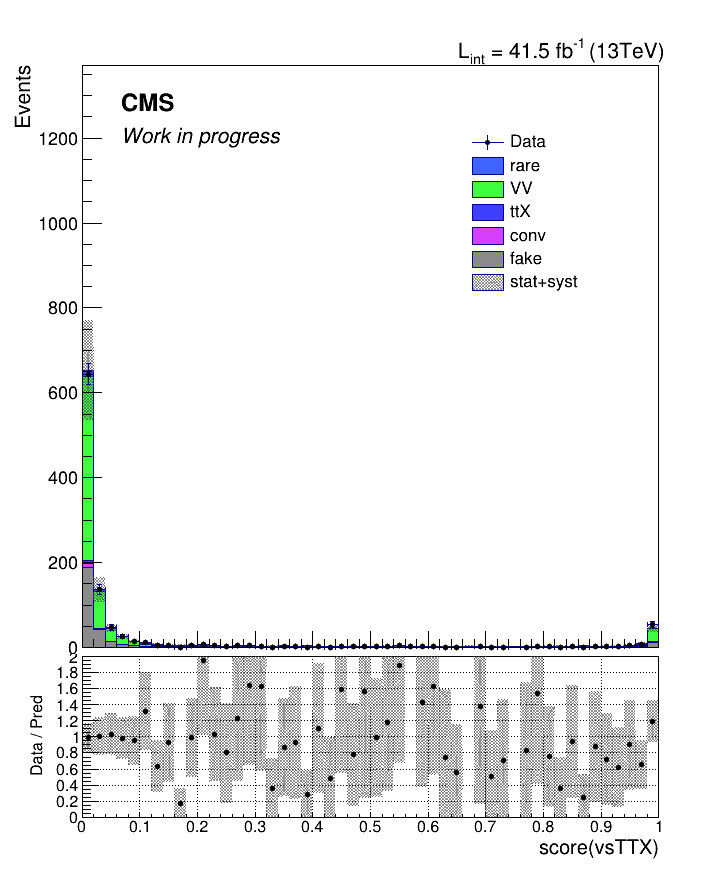 L_int = 41.5 fb^-1 (13TeV)
Events
CMS
Work in progress
Data
rare
VV
ttX
conv
fake
stat+syst
1200
1000
800
600
400
200
0
Data / Pred
2
1.8
1.6
1.4
1.2
1
0.8
0.6
0.4
0.2
0
0 0.1 0.2 0.3 0.4 0.5 0.6 0.7 0.8 0.9 1
score(vsTTX)